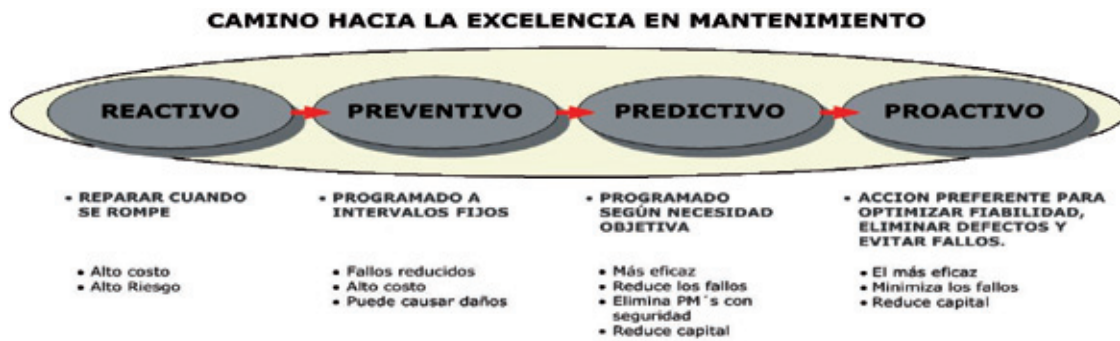 CAMINO HACIA LA EXCELENCIA EN MANTENIMIENTO
REACTIVO
PREVENTIVO
PREDICTIVO
PROACTIVO
• REPARAR CUANDO
SE ROMPE
• Alto costo
• Alto Riesgo
• PROGRAMADO A
INTERVALOS FIJOS
• Fallos reducidos
• Alto costo
• Puede causar daños
• PROGRAMADO
SEGÚN NECESIDAD
OBJETIVA
• Más eficaz
• Reduce los fallos
• Elimina PM´s con
seguridad
• Reduce capital
• ACCION PREFERENTE PARA
OPTIMIZAR FIABILIDAD,
ELIMINAR DEFECTOS Y
EVITAR FALLOS.
• El más eficaz
• Minimiza los fallos
• Reduce capital